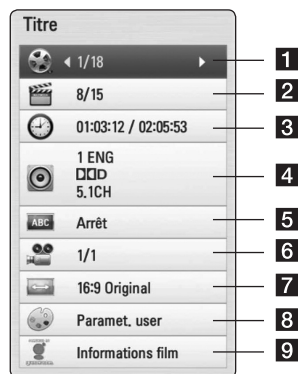 Titre
1/18
1
8/15
2
01:03:12 / 02:05:53
3
1 ENG
DD D
5.1CH
4
ABC
Arrêt
5
1/1
6
16:9 Original
7
Paramet. user
8
Informations film
9